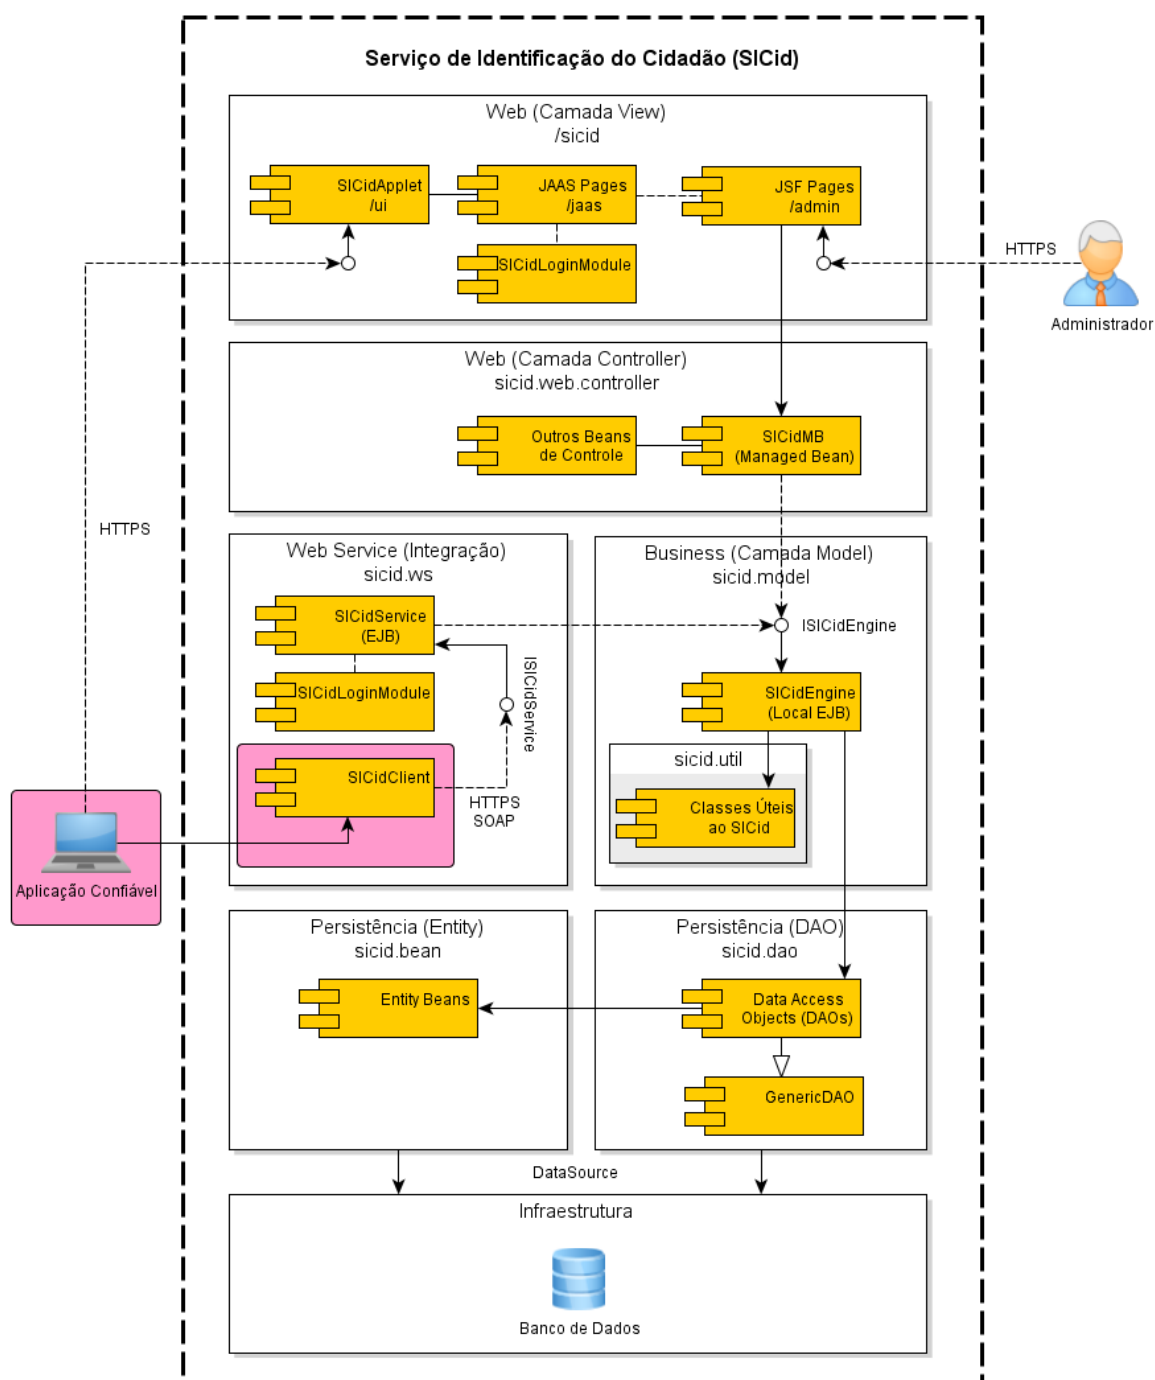 Serviço de Identificação do Cidadão (SICid)
Web (Camada View)
/sicid
SICidApplet
/ui
JAAS Pages
/jaas
JSF Pages
/admin
SICidLoginModule
HTTPS
Administrador
Web (Camada Controller)
sicid.web.controller
Outros Beans
de Controle
SICidMB
(Managed Bean)
HTTPS
Web Service (Integração)
sicid.ws
SICidService
(EJB)
SICidLoginModule
ISICidService
SICidClient
HTTPS
SOAP
Aplicação Confiável
Business (Camada Model)
sicid.model
ISICidEngine
SICidEngine
(Local EJB)
sicid.util
Classes Úteis
ao SICid
Persistência (Entity)
sicid.bean
Entity Beans
Persistência (DAO)
sicid.dao
Data Access
Objects (DAOs)
GenericDAO
DataSource
Infraestrutura
Banco de Dados